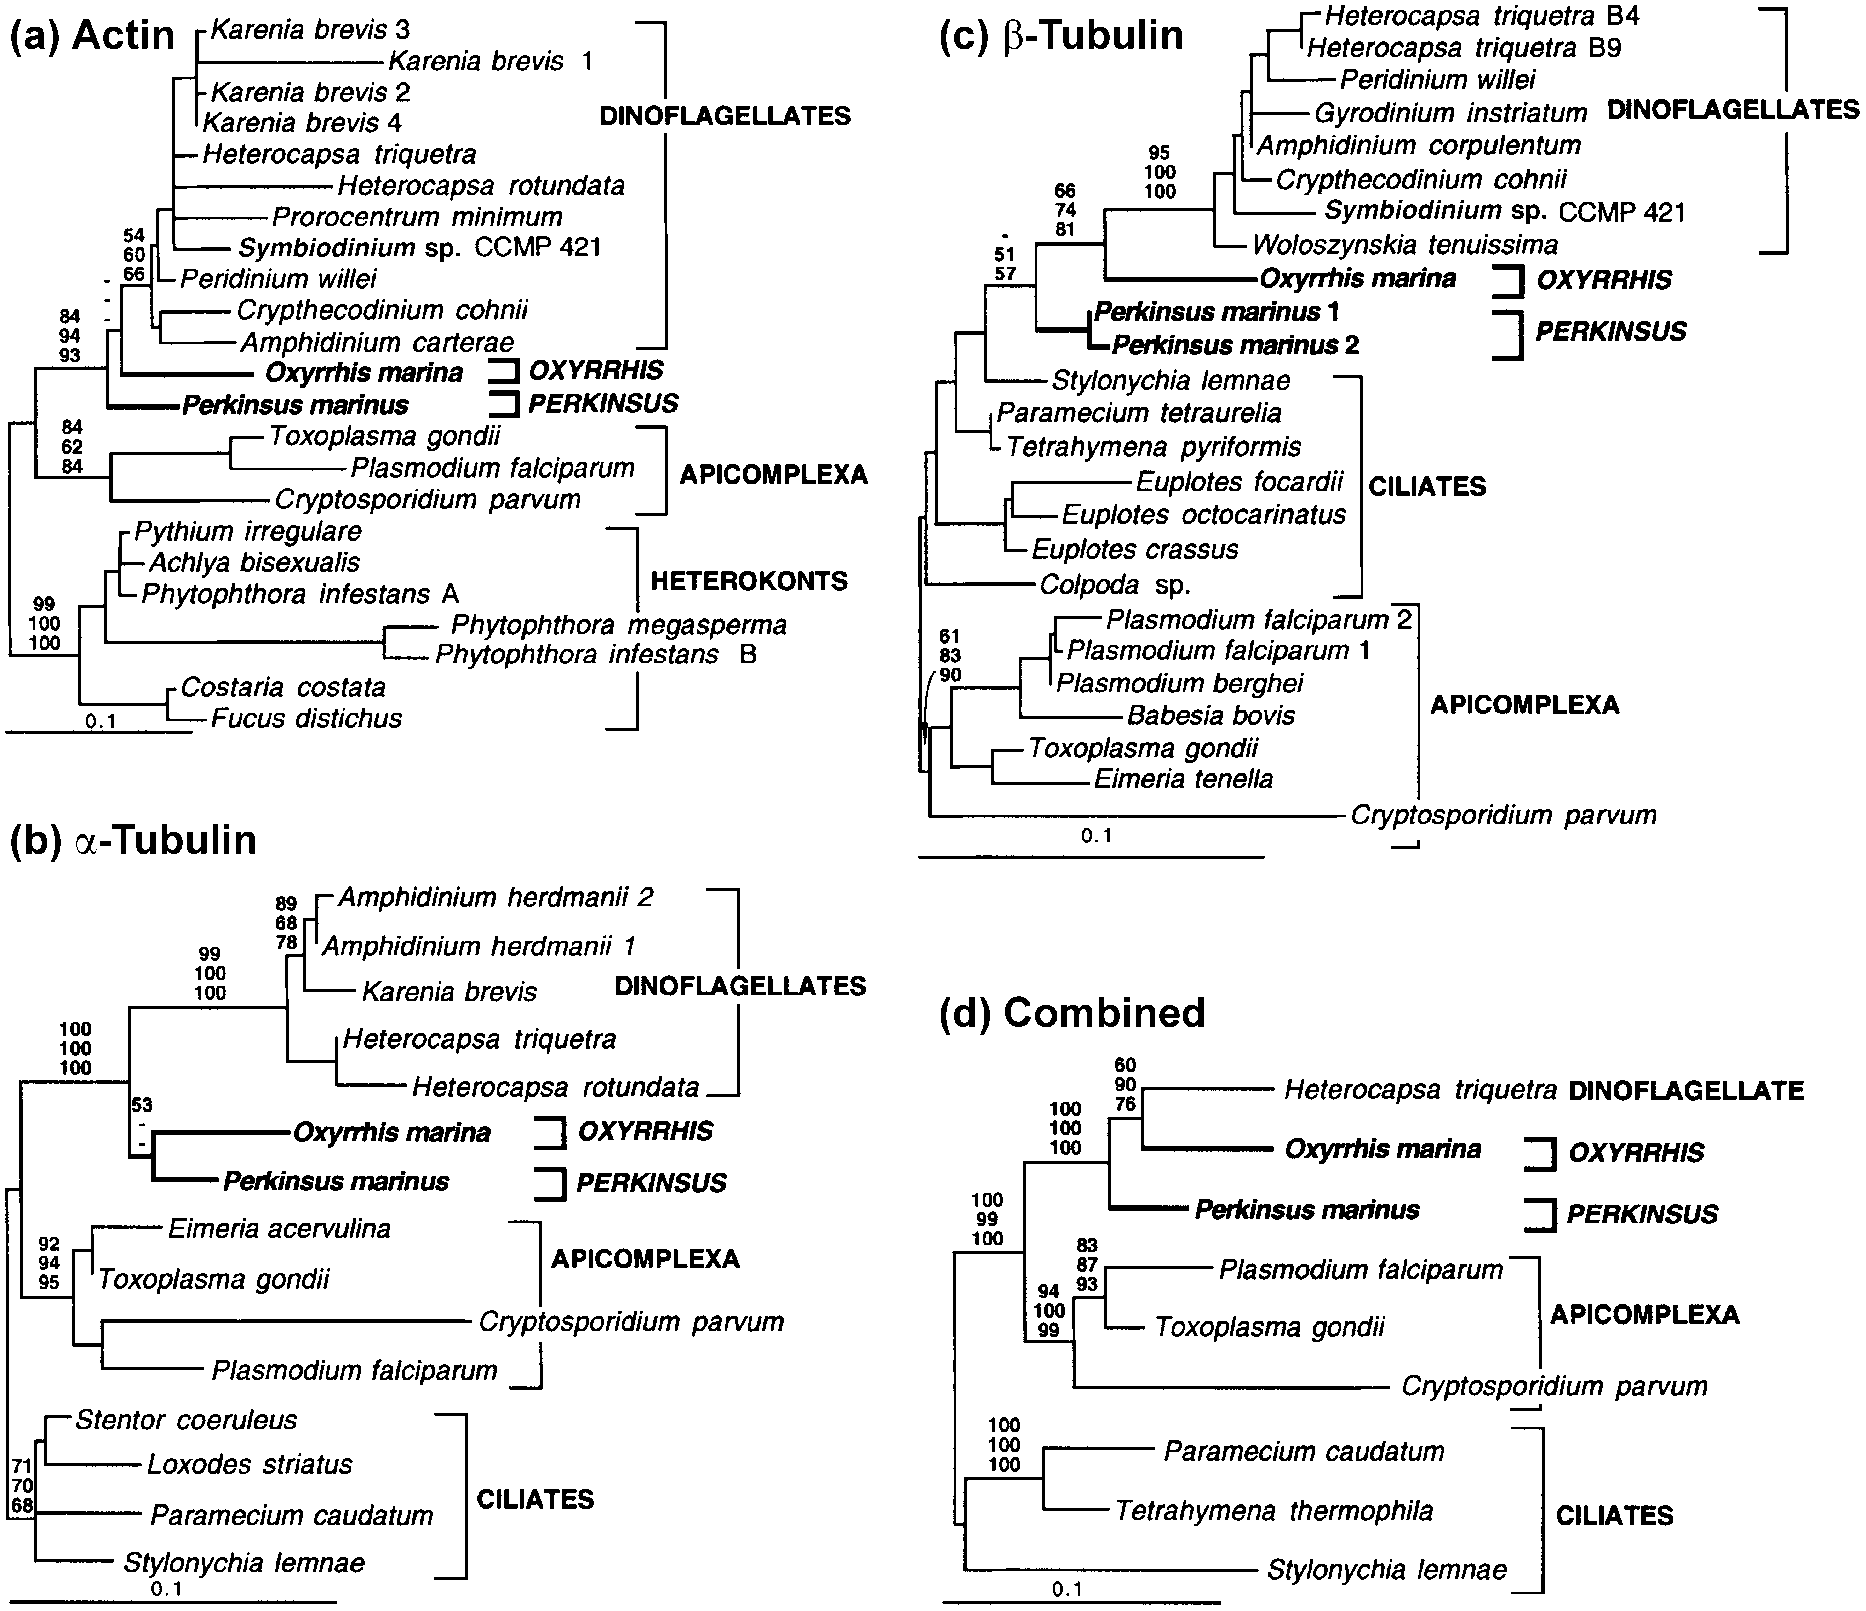 (a) Actin
Karenia brevis 3
Karenia brevis 1
Karenia brevis 2
DINOFLAGELLATES
Karenia brevis 4
Heterocapsa triquetra
Heterocapsa rotundata
Prorocentrum minimum
54
60
66
Symbiodinium sp. CCMP 421
Peridinium willei
-
-
-
Crypthecodinium cohnii
84
94
93
Amphidinium carterae
Oxyrrhis marina OXYRRHIS
Perkinsus marinus PERKINSUS
84
62
84
Toxoplasma gondii
Plasmodium falciparum
APICOMPLEXA
Cryptosporidium parvum
Pythium irregulare
Achlya bisexualis
HETEROKONTS
Phytophthora infestans A
99
100
100
Phytophthora megasperma
Phytophthora infestans B
Costaria costata
Fucus distichus
0.1
(b) α-Tubulin
Amphidinium herdmanii 2
89
68
78
Amphidinium herdmanii 1
99
100
100
Karenia brevis
DINOFLAGELLATES
100
100
100
Heterocapsa triquetra
Heterocapsa rotundata
53
-
-
Oxyrrhis marina OXYRRHIS
Perkinsus marinus PERKINSUS
Eimeria acervulina
92
94
95
APICOMPLEXA
Toxoplasma gondii
Cryptosporidium parvum
Plasmodium falciparum
Stentor coeruleus
Loxodes striatus
71
70
68
CILIATES
Paramecium caudatum
Stylonychia lemnae
0.1
(c) β-Tubulin
Heterocapsa triquetra B4
Heterocapsa triquetra B9
Peridinium willei
Gyrodinium instriatum DINOFLAGELLATES
Amphidinium corpulentum
95
100
100
Crypthecodinium cohnii
66
74
81
Symbiodinium sp. CCMP 421
Woloszynskia tenuissima
-
51
57
Oxyrrhis marina OXYRRHIS
Perkinsus marinus 1
PERKINSUS
Perkinsus marinus 2
Stylonychia lemnae
Paramecium tetraurelia
Tetrahymena pyriformis
Euplotes focardii
CILIATES
Euplotes octocarinatus
Euplotes crassus
Colpoda sp.
Plasmodium falciparum 2
61
83
90
Plasmodium falciparum 1
Plasmodium berghei
APICOMPLEXA
Babesia bovis
Toxoplasma gondii
Eimeria tenella
Cryptosporidium parvum
0.1
(d) Combined
60
90
76
Heterocapsa triquetra DINOFLAGELLATE
100
100
100
Oxyrrhis marina OXYRRHIS
Perkinsus marinus PERKINSUS
100
99
100
83
87
93
Plasmodium falciparum
94
100
99
APICOMPLEXA
Toxoplasma gondii
Cryptosporidium parvum
100
100
100
Paramecium caudatum
Tetrahymena thermophila
CILIATES
Stylonychia lemnae
0.1